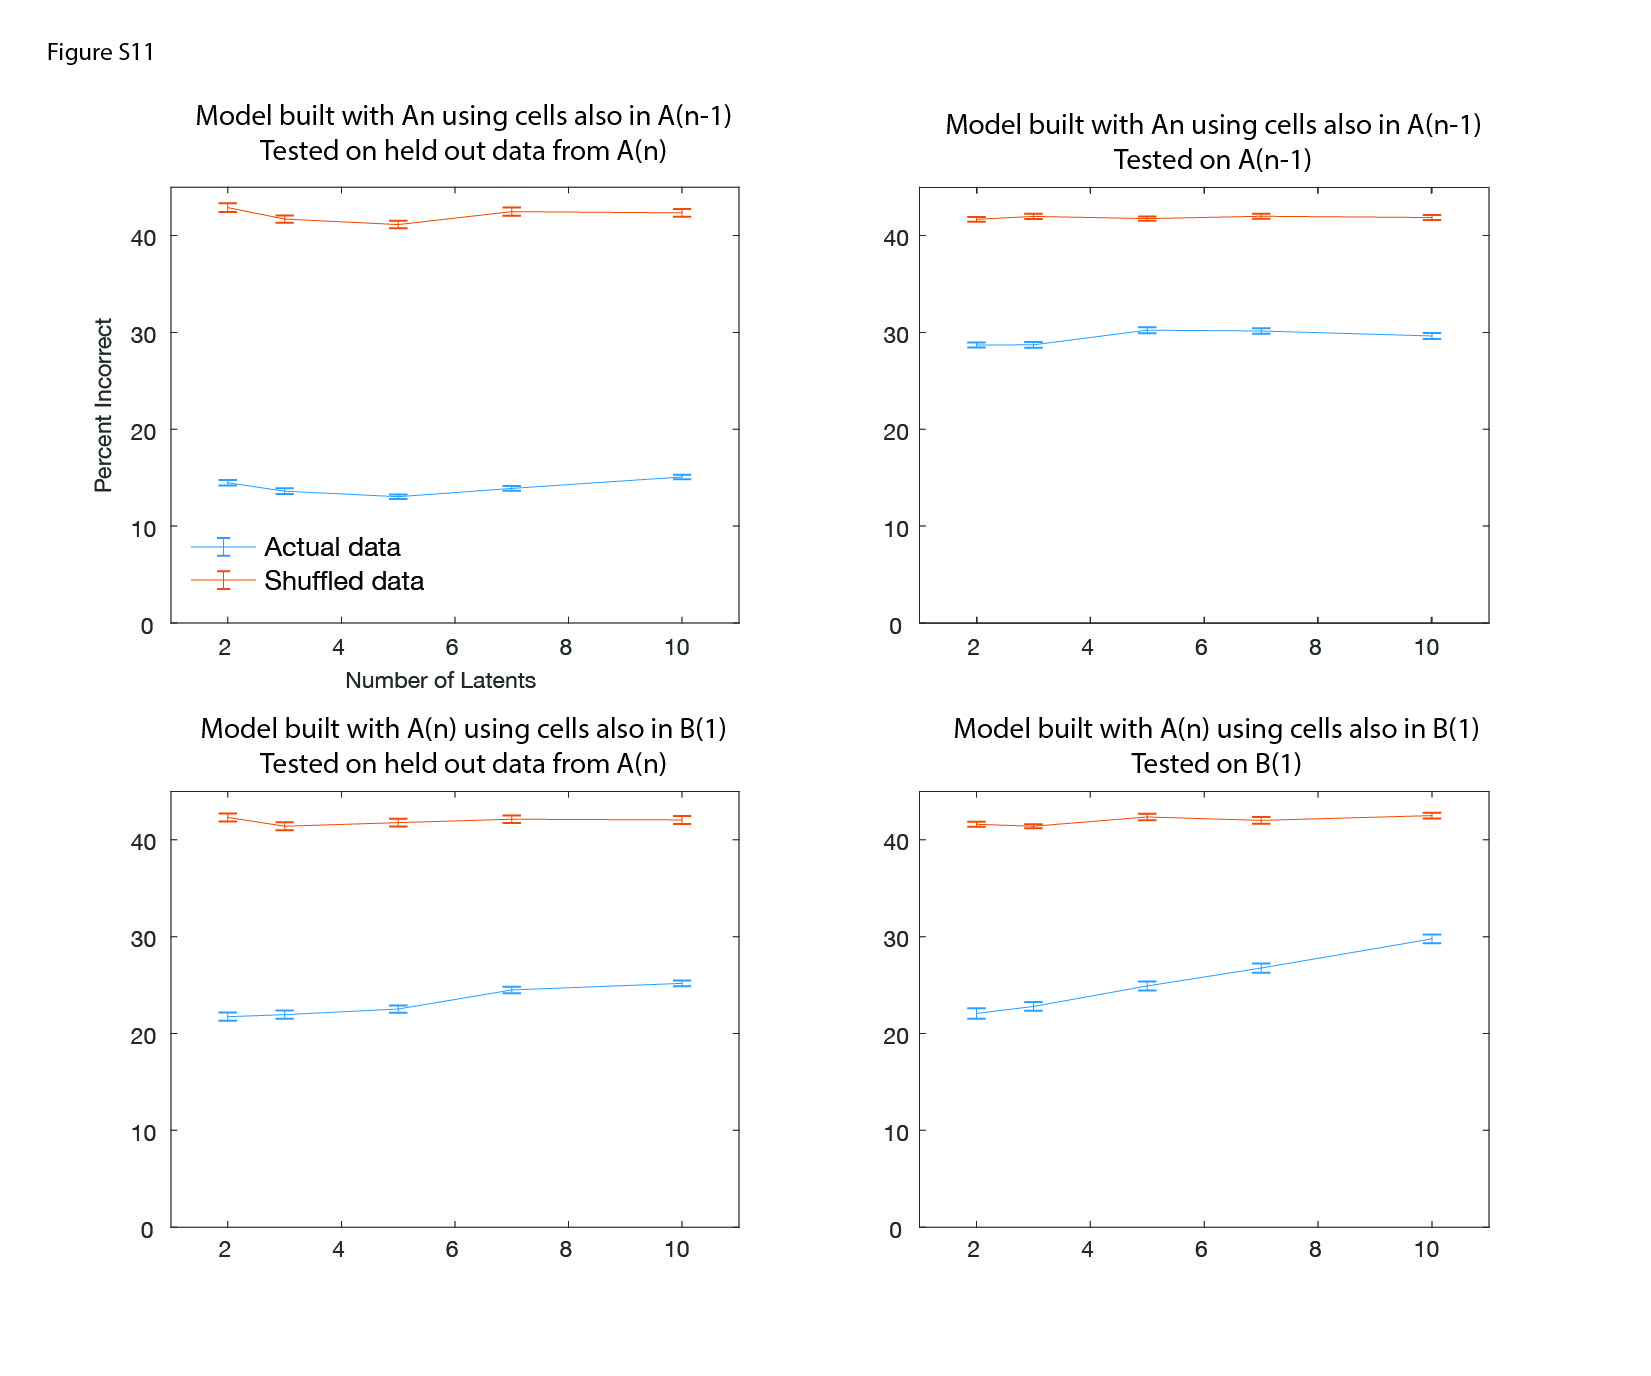 Figure S11
Model built with An using cells also in A(n-1)
Tested on held out data from A(n)
Percent Incorrect
40
30
20
10
0
Actual data
Shuffled data
2 4 6 8 10
Number of Latents
Model built with An using cells also in A(n-1)
Tested on A(n-1)
40
30
20
10
0
2 4 6 8 10
Model built with A(n) using cells also in B(1)
Tested on held out data from A(n)
40
30
20
10
0
2 4 6 8 10
Model built with A(n) using cells also in B(1)
Tested on B(1)
40
30
20
10
0
2 4 6 8 10